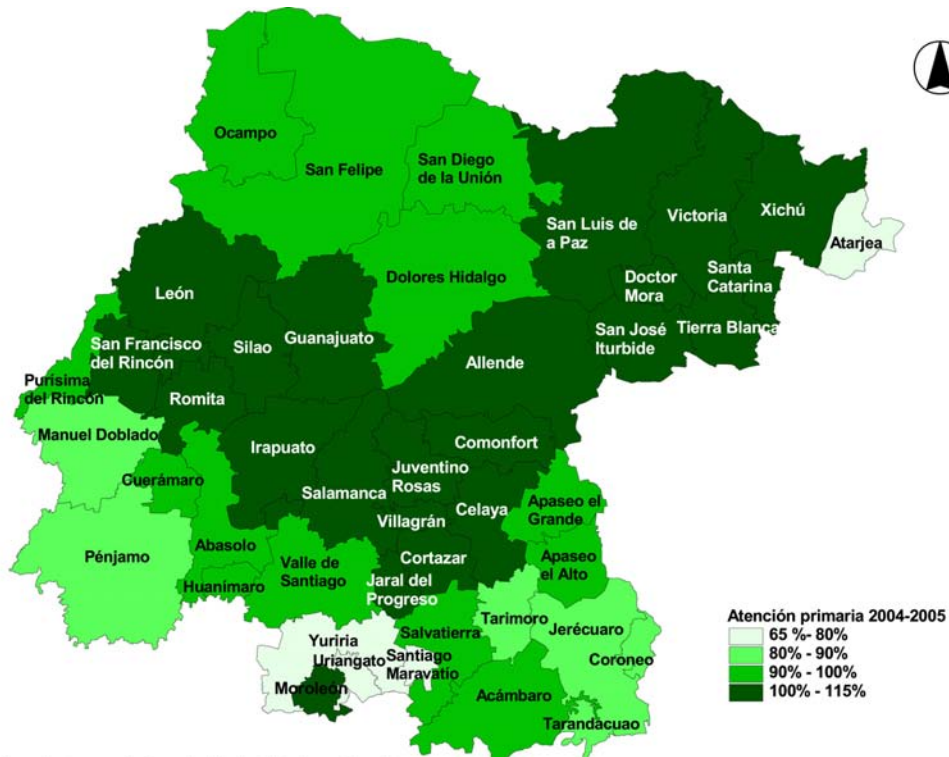 Ocampo
San Felipe
San Diego
de la Unión
San Luis de
a Paz
Victoria
Xichú
Atarjea
Dolores Hidalgo
Doctor
Mora
Santa
Catarina
León
Guanajuato
San José
Iturbide
Tierra Blanca
San Francisco
del Rincón
Silao
Allende
Purísima
del Rincón
Romita
Manuel Doblado
Irapuato
Comonfort
Cuerámaro
Juventino
Rosas
Salamanca
Celaya
Apaseo el
Grande
Villagrán
Pénjamo
Abasolo
Valle de
Santiago
Cortazar
Apaseo
el Alto
Huanímaro
Jaral del
Progreso
Tarimoro
Jerécuaro
Yuriria
Salvatierra
Uriangato
Santiago
Maravatío
Coroneo
Moroleón
Acámbaro
Tarandacuao
Atención primaria 2004-2005
65 %- 80%
80% - 90%
90% - 100%
100% - 115%